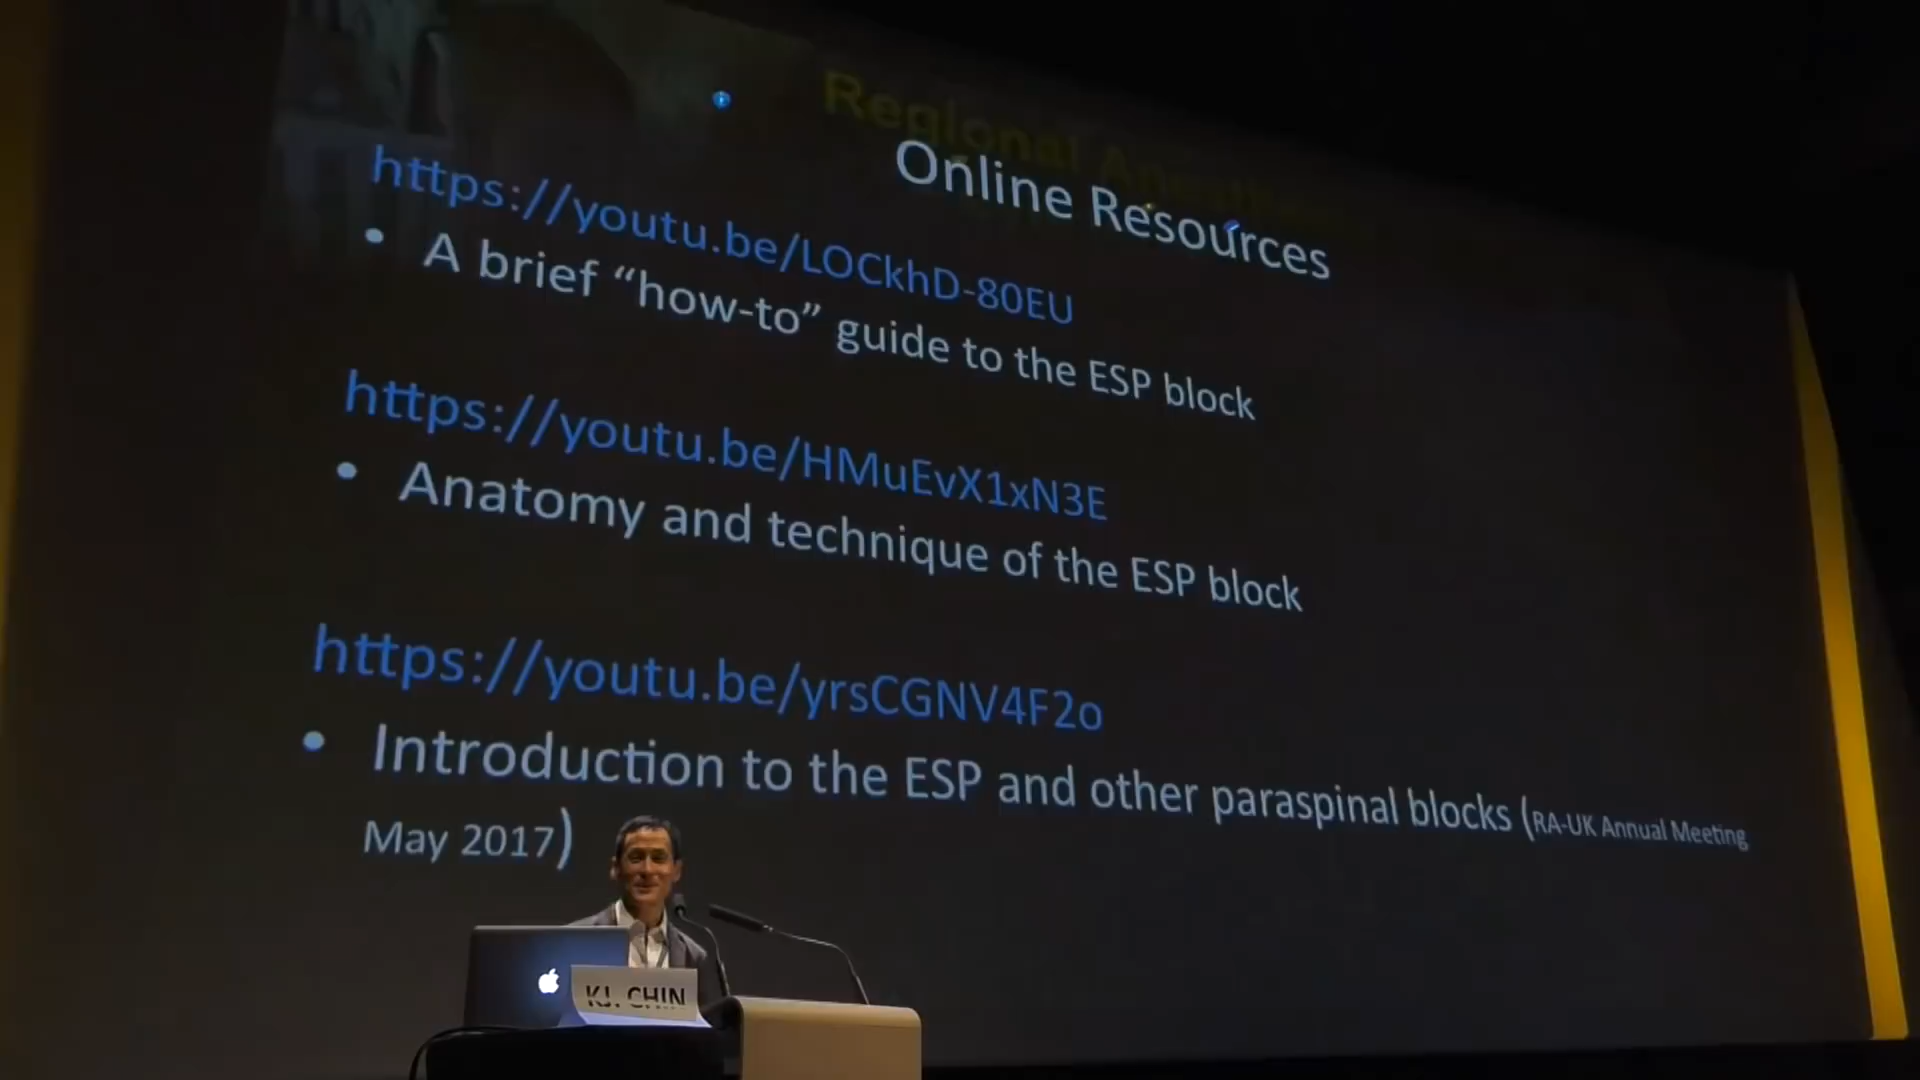 Regional
Online Resources
https://youtu.be/LOCkhD-80EU
• A brief “how-to” guide to the ESP block
https://youtu.be/HMuEvX1xN3E
• Anatomy and technique of the ESP block
https://youtu.be/yrsCGNV4F2o
• Introduction to the ESP and other paraspinal blocks (RA-UK Annual Meeting
May 2017)
KJ. CHIN